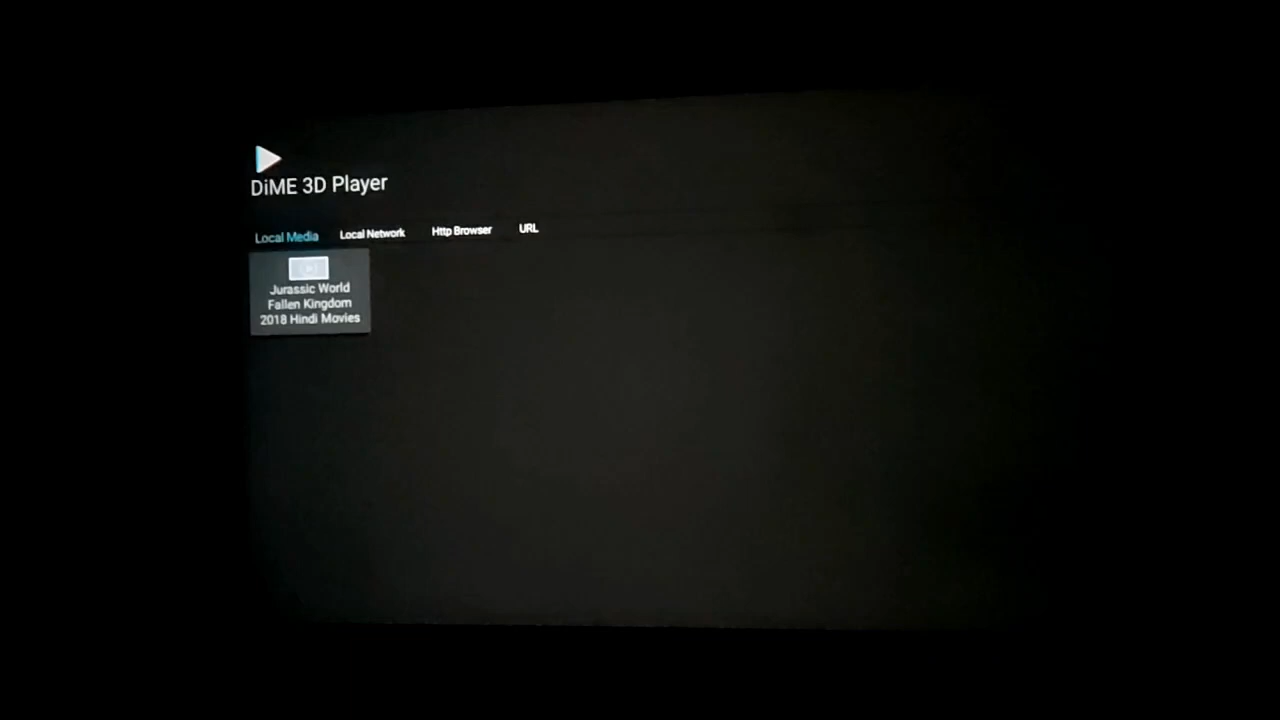 DiME 3D Player
Local Media Local Network Http Browser URL
Jurassic World
Fallen Kingdom
2018 Hindi Movies